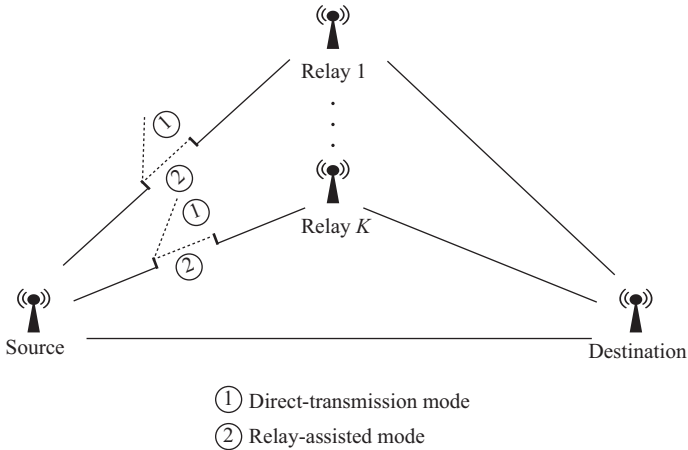 Relay 1
1
2
1
Relay K
2
Source
Destination
1 Direct-transmission mode
2 Relay-assisted mode